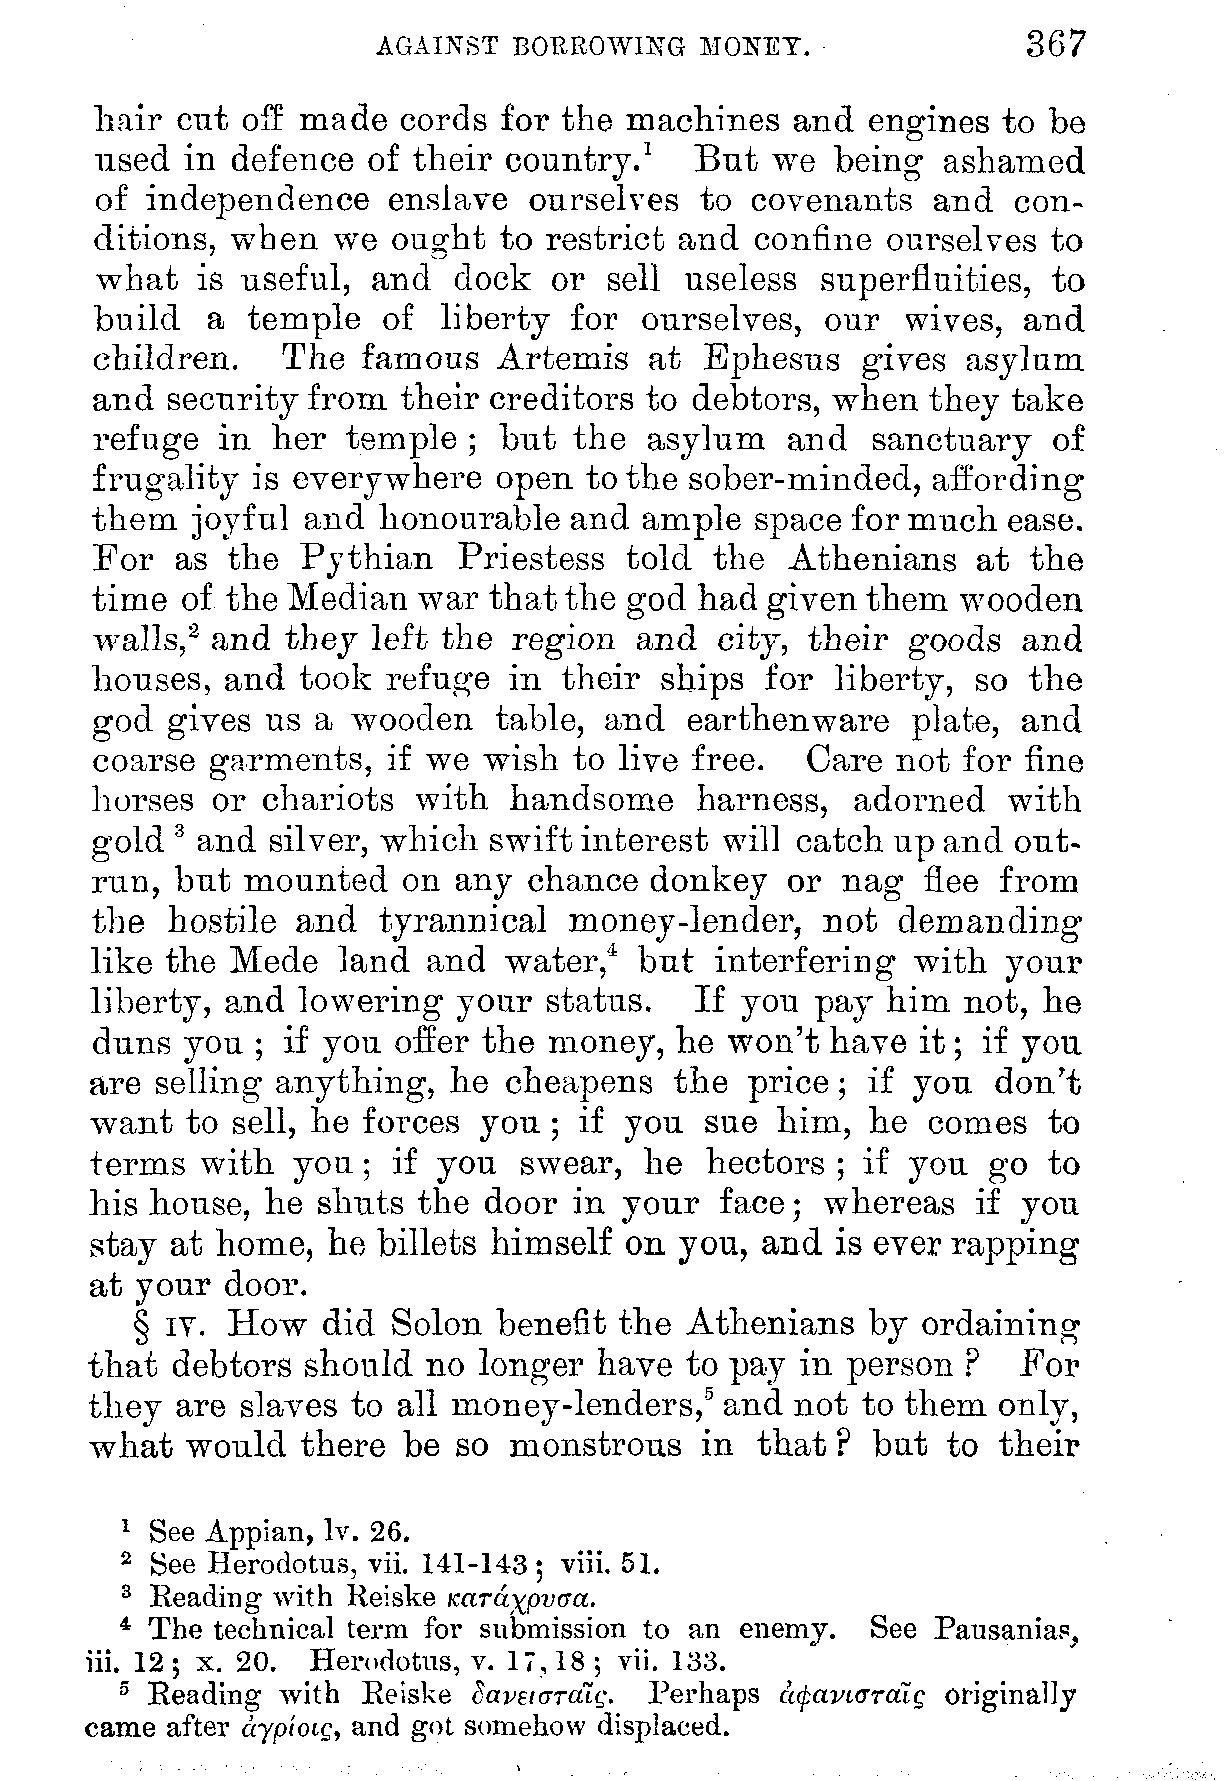 AGAINST BORROWING MONEY. 367
hair cut off made cords for the machines and engines to be
used in defence of their country.¹ But we being ashamed
of independence enslave ourselves to covenants and con-
ditions, when we ought to restrict and confine ourselves to
what is useful, and dock or sell useless superfluities, to
build a temple of liberty for ourselves, our wives, and
children. The famous Artemis at Ephesus gives asylum
and security from their creditors to debtors, when they take
refuge in her temple ; but the asylum and sanctuary of
frugality is everywhere open to the sober-minded, affording
them joyful and honourable and ample space for much ease.
For as the Pythian Priestess told the Athenians at the
time of the Median war that the god had given them wooden
walls,² and they left the region and city, their goods and
houses, and took refuge in their ships for liberty, so the
god gives us a wooden table, and earthenware plate, and
coarse garments, if we wish to live free. Care not for fine
horses or chariots with handsome harness, adorned with
gold ³ and silver, which swift interest will catch up and out-
run, but mounted on any chance donkey or nag flee from
the hostile and tyrannical money-lender, not demanding
like the Mede land and water,⁴ but interfering with your
liberty, and lowering your status. If you pay him not, he
duns you ; if you offer the money, he won't have it ; if you
are selling anything, he cheapens the price ; if you don't
want to sell, he forces you ; if you sue him, he comes to
terms with you ; if you swear, he hectors ; if you go to
his house, he shuts the door in your face ; whereas if you
stay at home, he billets himself on you, and is ever rapping
at your door.
§ IV. How did Solon benefit the Athenians by ordaining
that debtors should no longer have to pay in person ? For
they are slaves to all money-lenders,⁵ and not to them only,
what would there be so monstrous in that ? but to their
¹ See Appian, lv. 26.
² See Herodotus, vii. 141-143 ; viii. 51.
³ Reading with Reiske κατάχρυσα.
⁴ The technical term for submission to an enemy. See Pausanias,
iii. 12 ; x. 20. Herodotus, v. 17, 18 ; vii. 133.
⁵ Reading with Reiske δανεισταῖς. Perhaps ἀφανισταῖς originally
came after ἀγρίοις, and got somehow displaced.